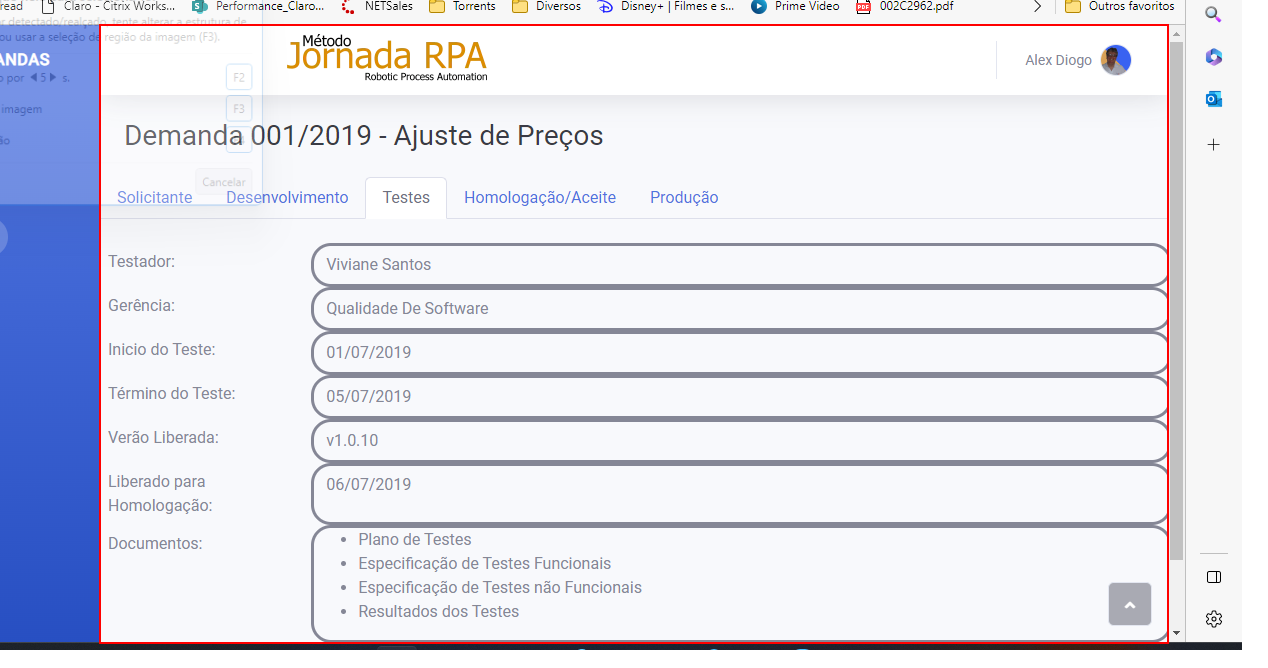 read
Claro - Citrix Works...
Performance_Claro...
NETSales
Torrents
Diversos
Disney+ | Filmes e s...
Prime Video
002C2962.pdf
Outros favoritos
detectado/realçado, tente alterar a estrutura de
ou usar a seleção de região da imagem (F3).
ANDAS
o por 5 s.
F2
imagem
F3
ão
Cancelar
Método
Jornada RPA
Robotic Process Automation
Alex Diogo
Demanda 001/2019 - Ajuste de Preços
Solicitante
Desenvolvimento
Testes
Homologação/Aceite
Produção
Testador:
Viviane Santos
Gerência:
Qualidade De Software
Inicio do Teste:
01/07/2019
Término do Teste:
05/07/2019
Verão Liberada:
v1.0.10
Liberado para
Homologação:
06/07/2019
Documentos:
• Plano de Testes
• Especificação de Testes Funcionais
• Especificação de Testes não Funcionais
• Resultados dos Testes